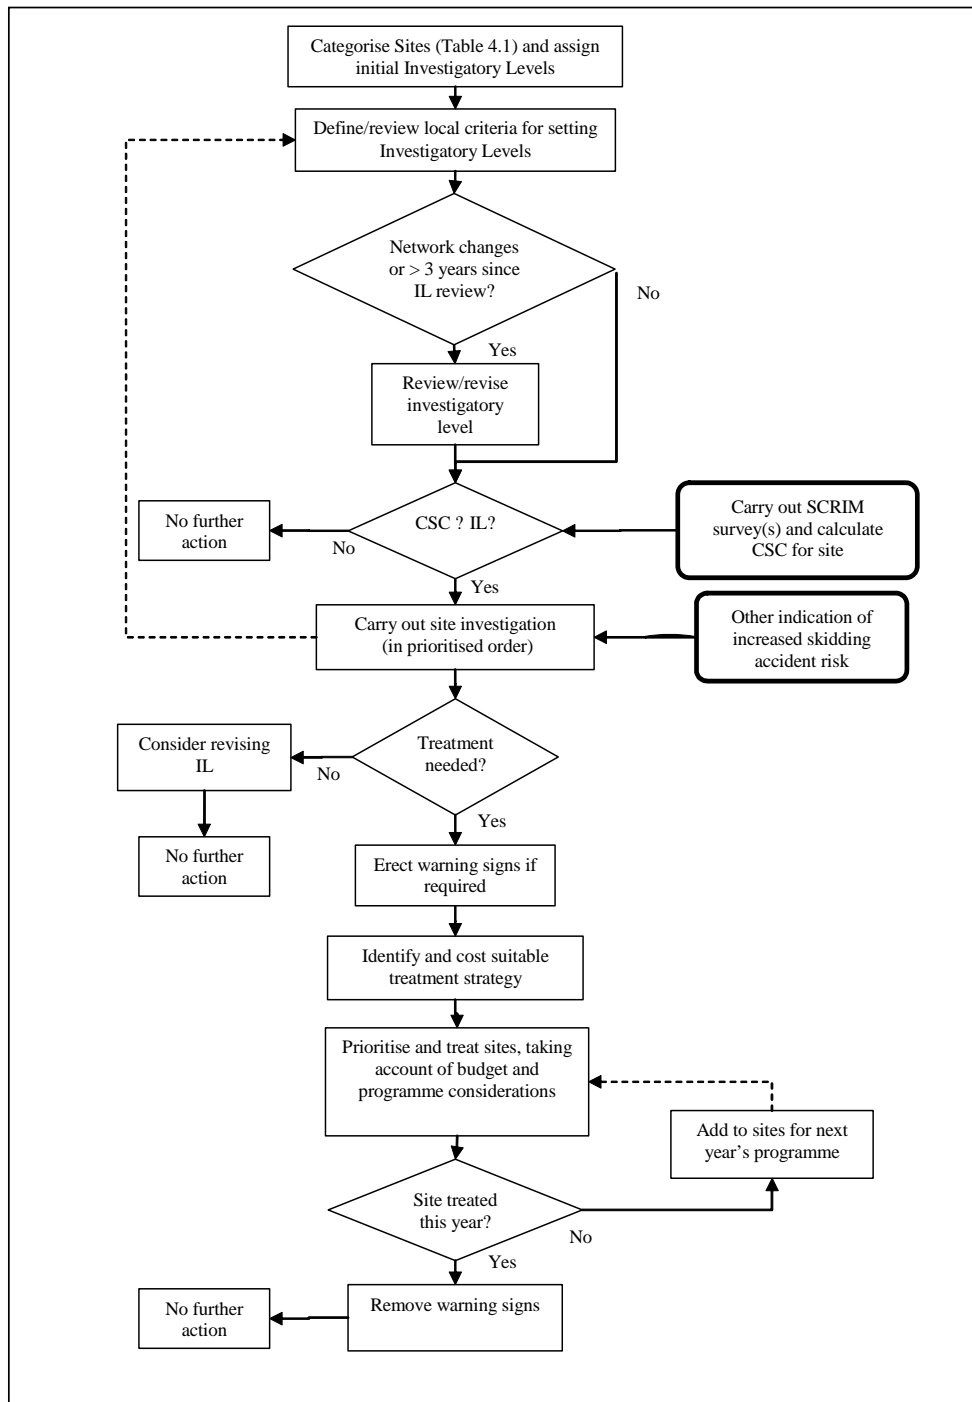 Categorise Sites (Table 4.1) and assign
initial Investigatory Levels
Define/review local criteria for setting
Investigatory Levels
Network changes
or > 3 years since
IL review?
No
Yes
Review/revise
investigatory
level
No further
action
No
CSC ? IL?
Carry out SCRIM
survey(s) and calculate
CSC for site
Yes
Carry out site investigation
(in prioritised order)
Other indication of
increased skidding
accident risk
Consider revising
IL
No
Treatment
needed?
Yes
No further
action
Erect warning signs if
required
Identify and cost suitable
treatment strategy
Prioritise and treat sites, taking
account of budget and
programme considerations
Add to sites for next
year's programme
Site treated
this year?
No
Yes
No further
action
Remove warning signs